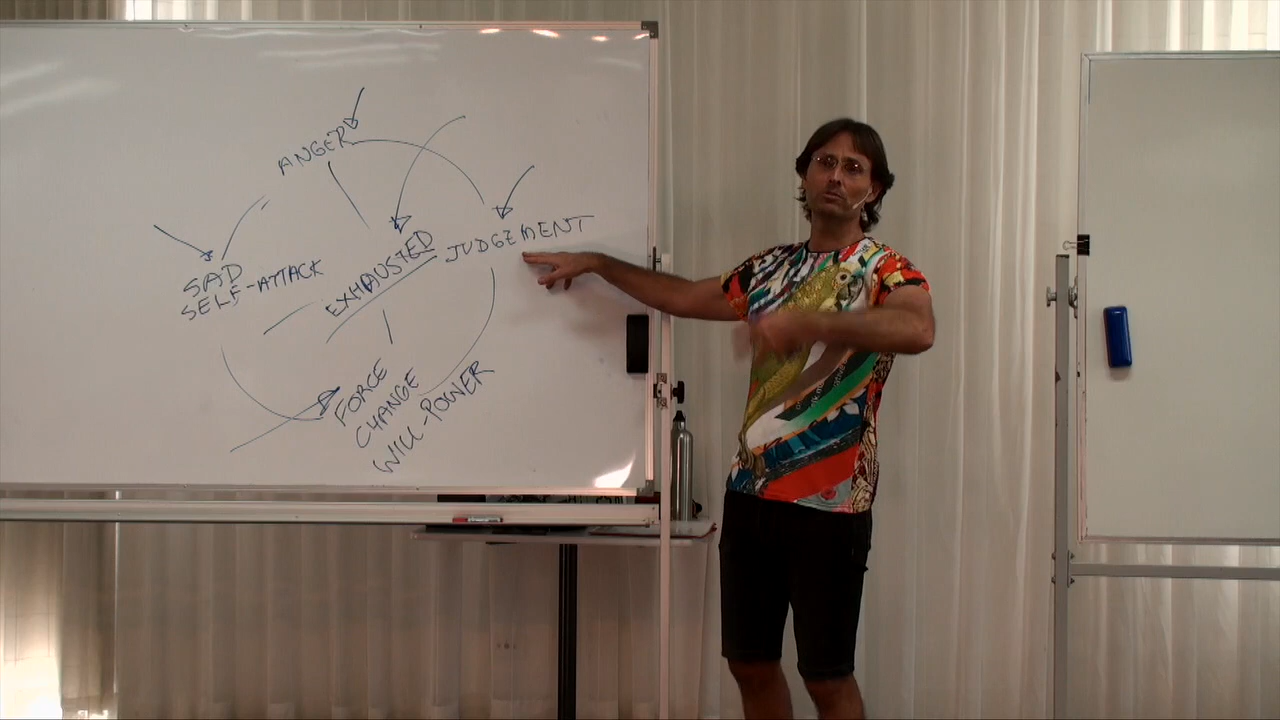 ANGER
JUDGEMENT
EXHAUSTED
SAD
SELF-ATTACK
FORCE
CHANGE
WILL-POWER